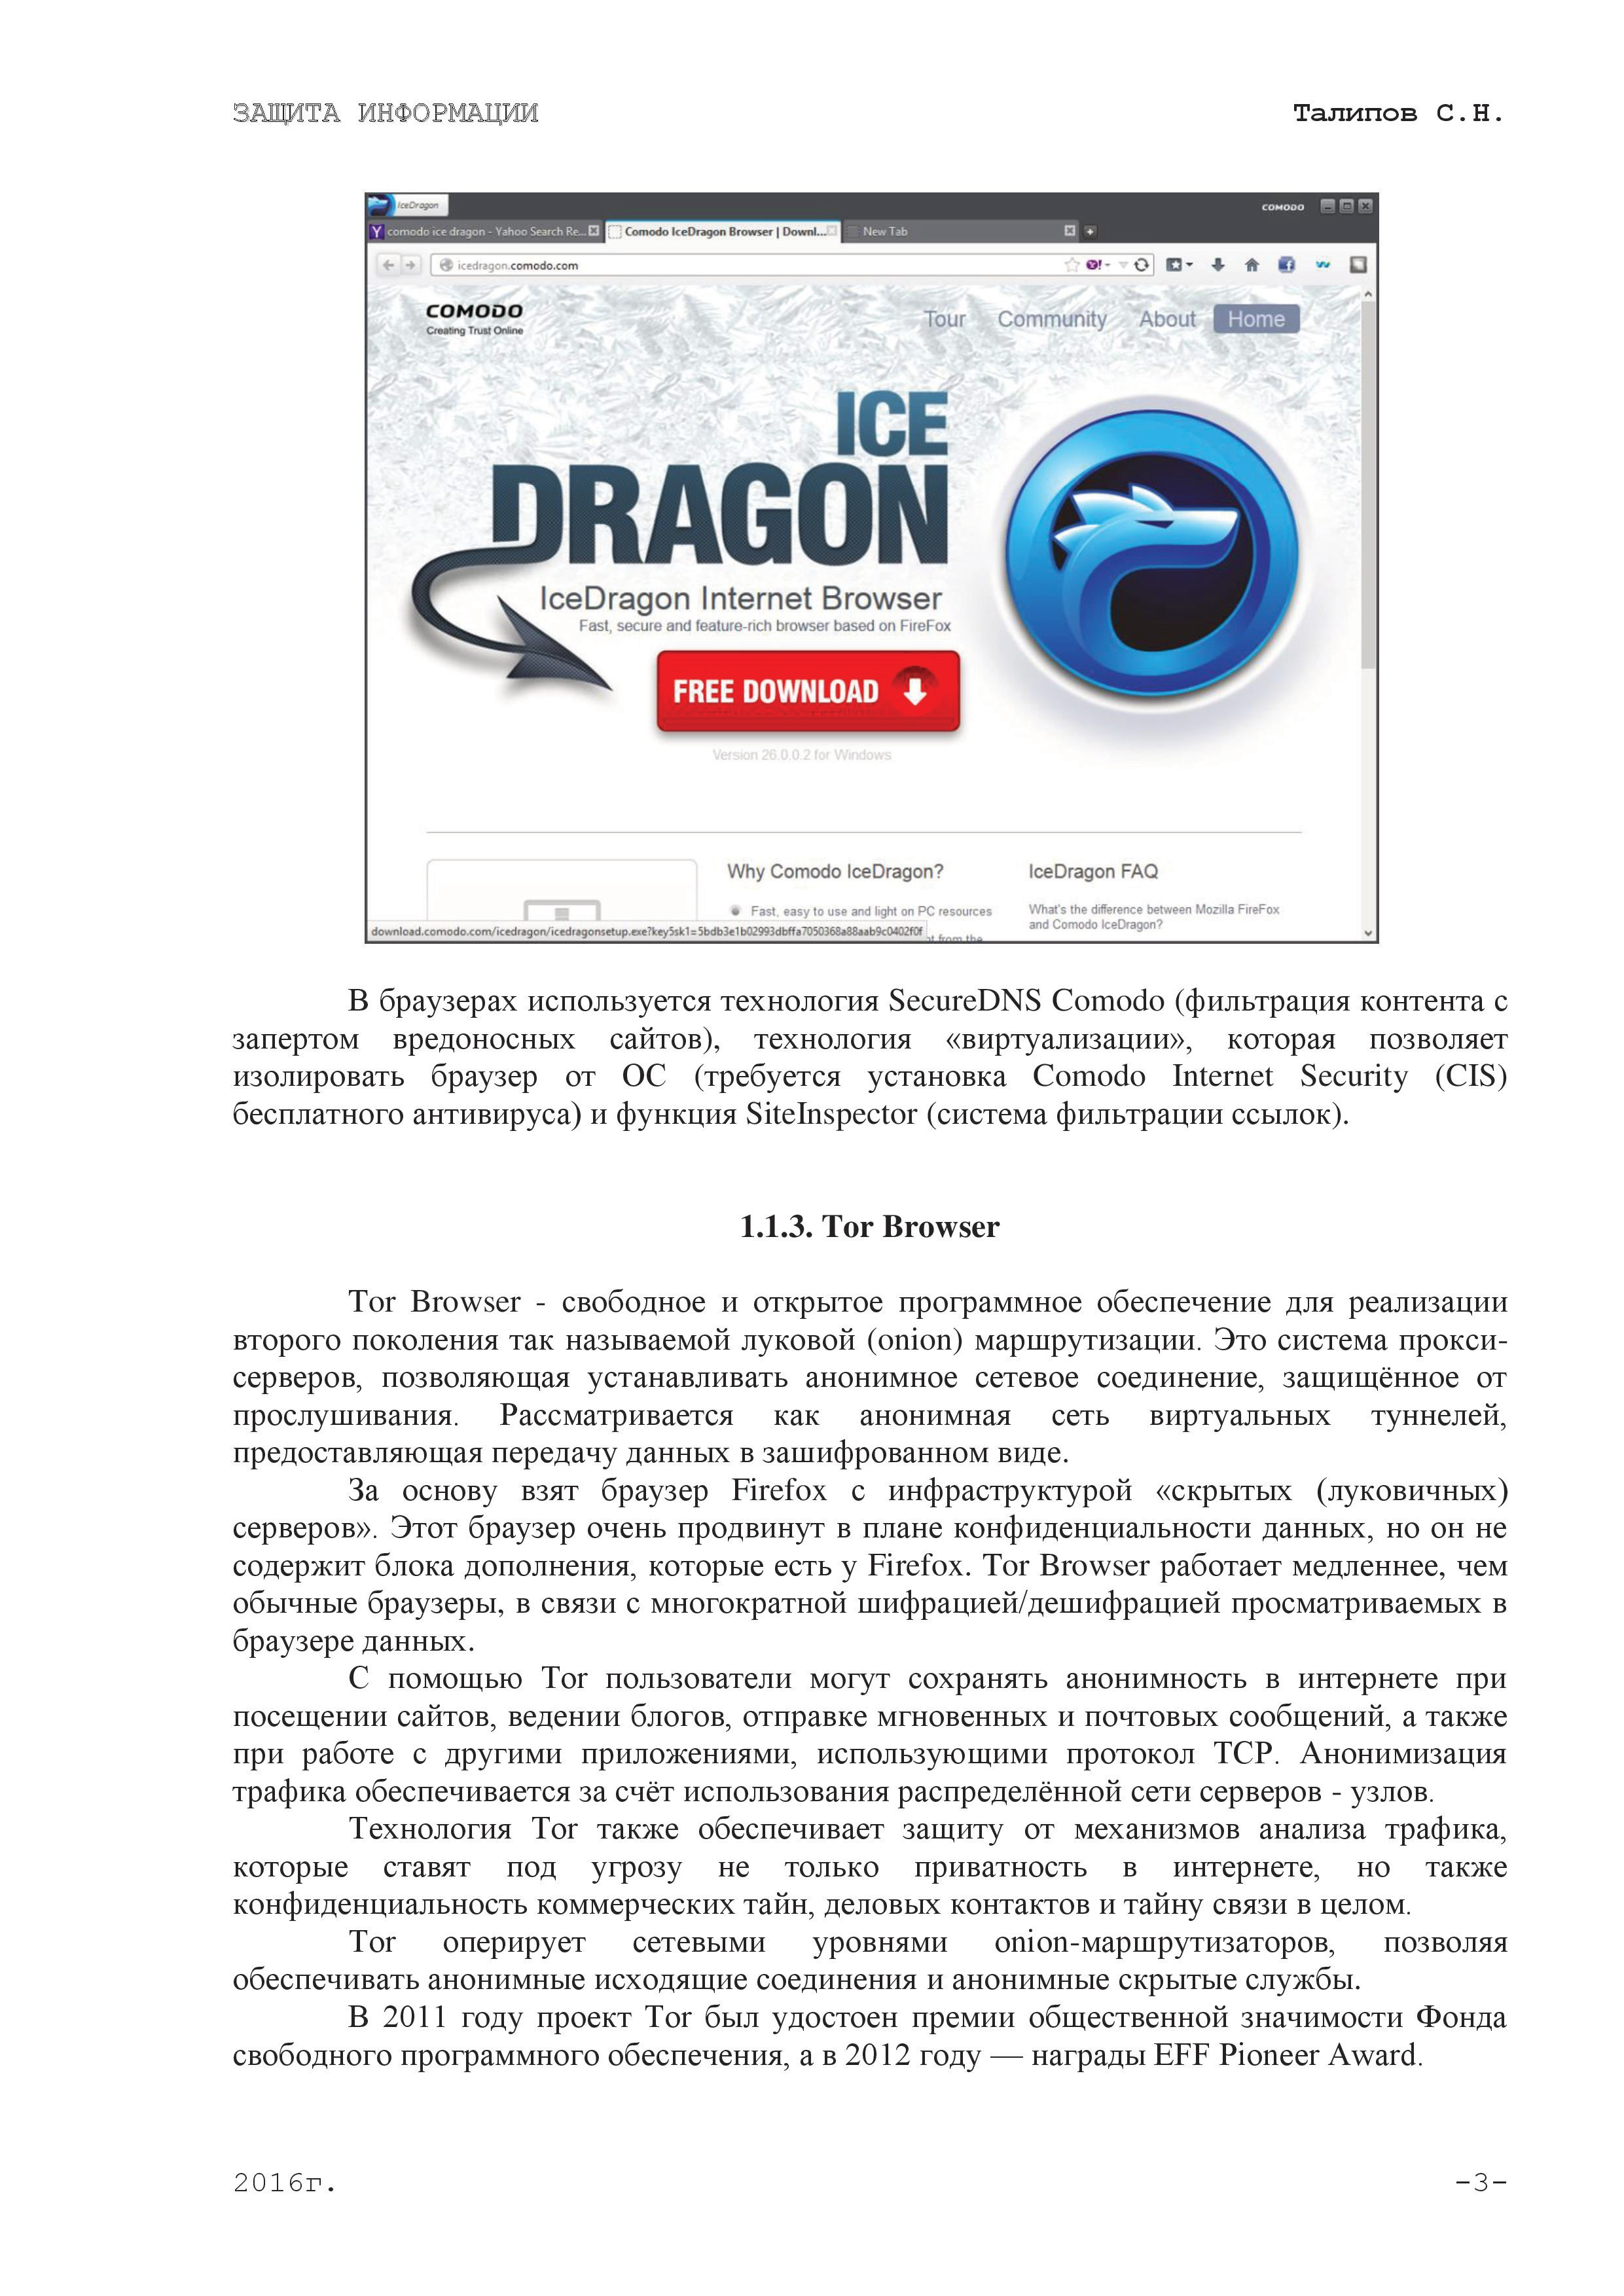 ЗАЩИТА ИНФОРМАЦИИ Талипов С.Н.
IceDragon COMODO
comodo ice dragon - Yahoo Search Re... Comodo IceDragon Browser | Downl... New Tab
icedragon.comodo.com
COMODO
Creating Trust Online
Tour Community About Home
ICE
DRAGON
IceDragon Internet Browser
Fast, secure and feature-rich browser based on FireFox
FREE DOWNLOAD
Version 26.0.0.2 for Windows
Why Comodo IceDragon? IceDragon FAQ
Fast, easy to use and light on PC resources What's the difference between Mozilla FireFox
and Comodo IceDragon?
download.comodo.com/icedragon/icedragonsetup.exe?key5sk1=5bdb3e1b02993dbffa7050368a88aab9c0402f0f from the
В браузерах используется технология SecureDNS Comodo (фильтрация контента с
запертом вредоносных сайтов), технология «виртуализации», которая позволяет
изолировать браузер от ОС (требуется установка Comodo Internet Security (CIS)
бесплатного антивируса) и функция SiteInspector (система фильтрации ссылок).
1.1.3. Tor Browser
Tor Browser - свободное и открытое программное обеспечение для реализации
второго поколения так называемой луковой (onion) маршрутизации. Это система прокси-
серверов, позволяющая устанавливать анонимное сетевое соединение, защищённое от
прослушивания. Рассматривается как анонимная сеть виртуальных туннелей,
предоставляющая передачу данных в зашифрованном виде.
За основу взят браузер Firefox с инфраструктурой «скрытых (луковичных)
серверов». Этот браузер очень продвинут в плане конфиденциальности данных, но он не
содержит блока дополнения, которые есть у Firefox. Tor Browser работает медленнее, чем
обычные браузеры, в связи с многократной шифрацией/дешифрацией просматриваемых в
браузере данных.
С помощью Tor пользователи могут сохранять анонимность в интернете при
посещении сайтов, ведении блогов, отправке мгновенных и почтовых сообщений, а также
при работе с другими приложениями, использующими протокол TCP. Анонимизация
трафика обеспечивается за счёт использования распределённой сети серверов - узлов.
Технология Tor также обеспечивает защиту от механизмов анализа трафика,
которые ставят под угрозу не только приватность в интернете, но также
конфиденциальность коммерческих тайн, деловых контактов и тайну связи в целом.
Tor оперирует сетевыми уровнями onion-маршрутизаторов, позволяя
обеспечивать анонимные исходящие соединения и анонимные скрытые службы.
В 2011 году проект Tor был удостоен премии общественной значимости Фонда
свободного программного обеспечения, а в 2012 году — награды EFF Pioneer Award.
2016г. -3-